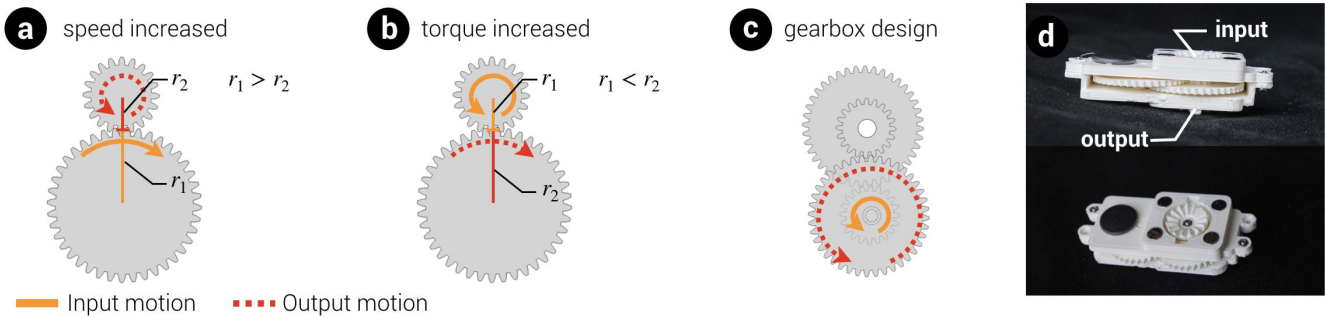 a speed increased
r₂ r₁ > r₂
r₁
b torque increased
r₁ r₁ < r₂
r₂
c gearbox design
d
input
output
Input motion Output motion